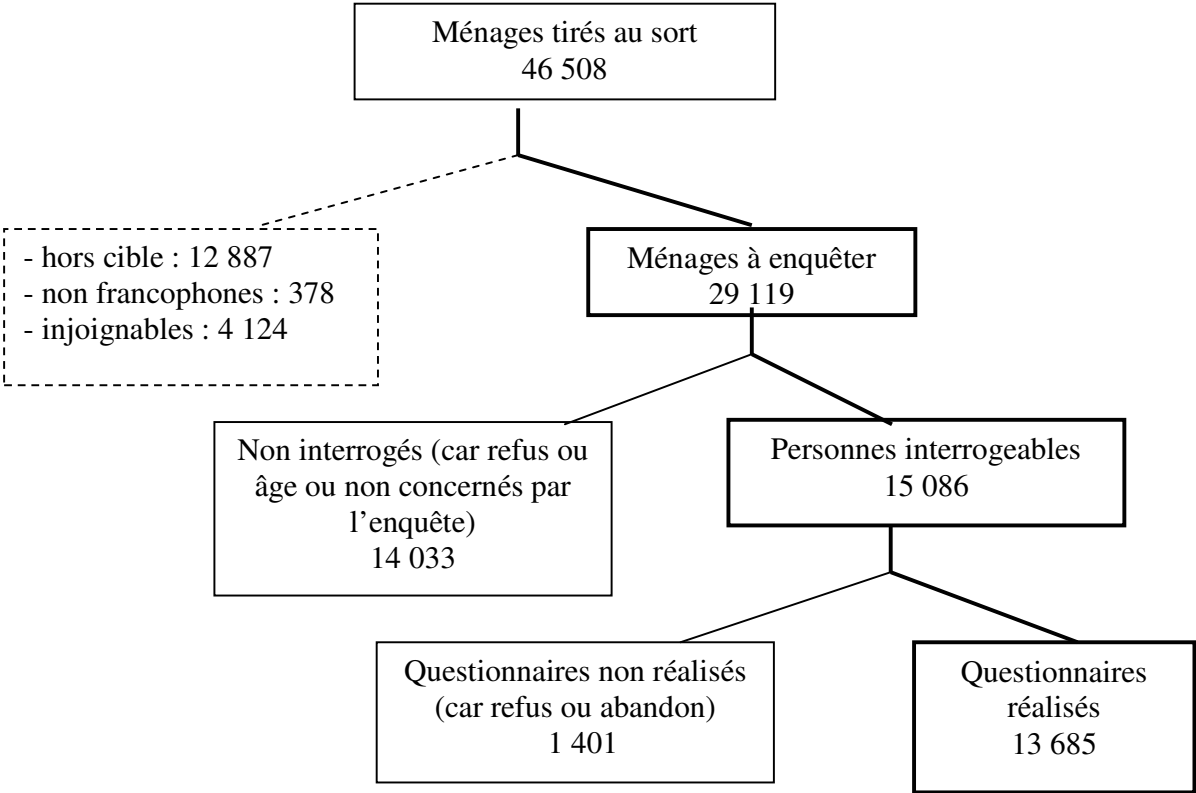 Ménages tirés au sort
46 508
- hors cible : 12 887
- non francophones : 378
- injoignables : 4 124
Ménages à enquêter
29 119
Non interrogés (car refus ou
âge ou non concernés par
l’enquête)
14 033
Personnes interrogeables
15 086
Questionnaires non réalisés
(car refus ou abandon)
1 401
Questionnaires
réalisés
13 685